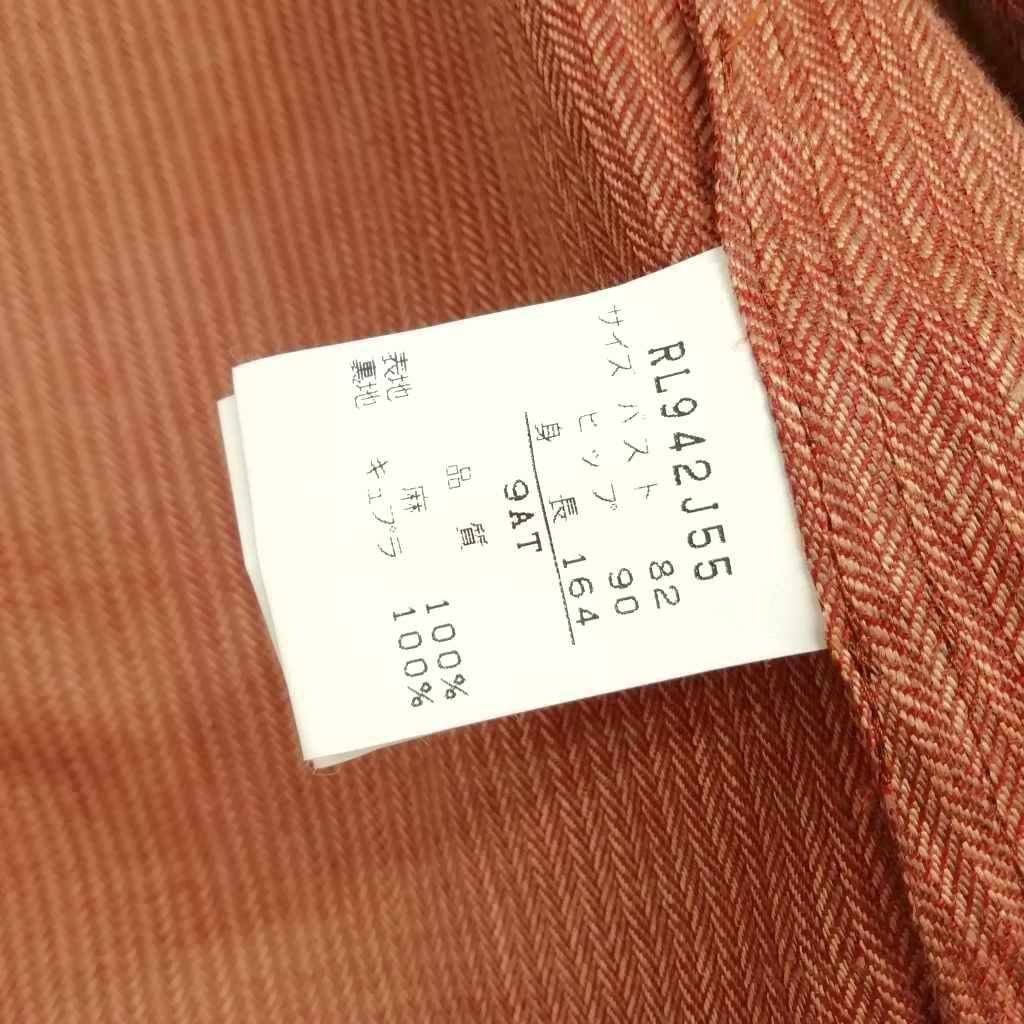 RL942J55
サイズ バスト 82
ヒップ 90
身長 164
9AT
品質
表地 麻 100%
裏地 キュプラ 100%